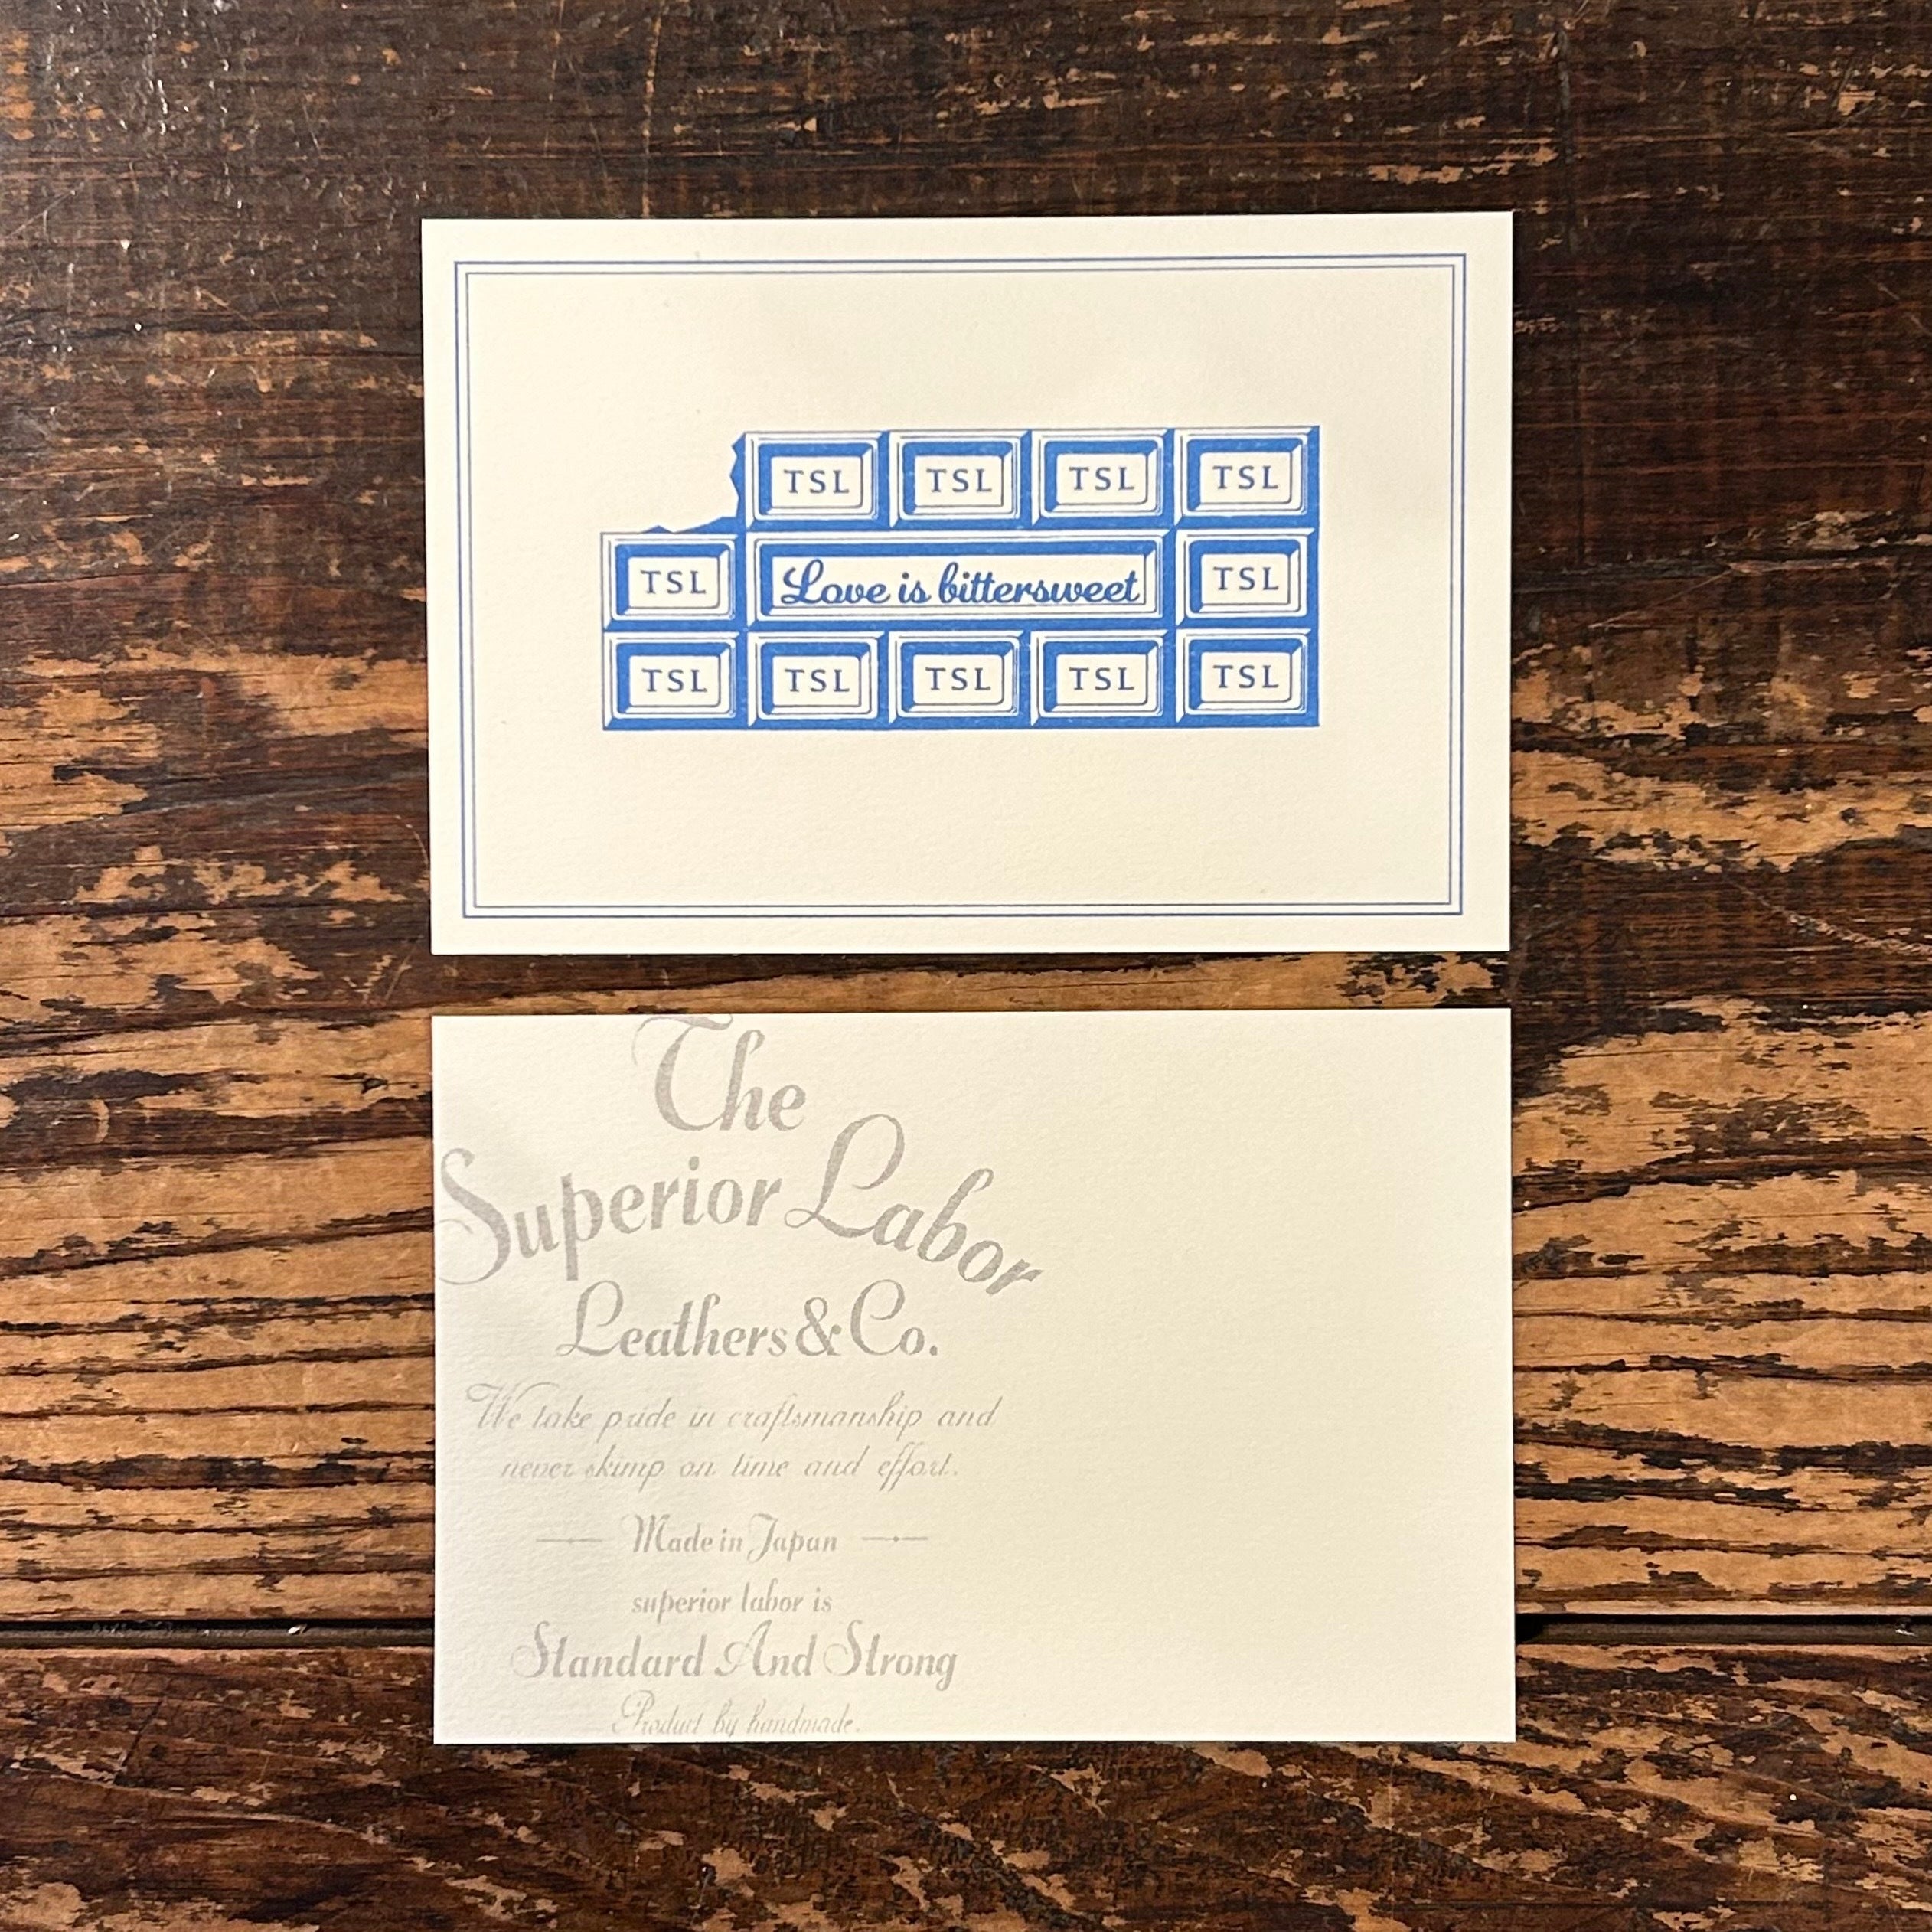 TSL TSL TSL TSL
TSL Love is bittersweet TSL
TSL TSL TSL TSL TSL
The
Superior Labor
Leathers & Co.
We take pride in craftsmanship and
never skimp on time and effort.
Made in Japan
superior labor is
Standard And Strong
Product by handmade.